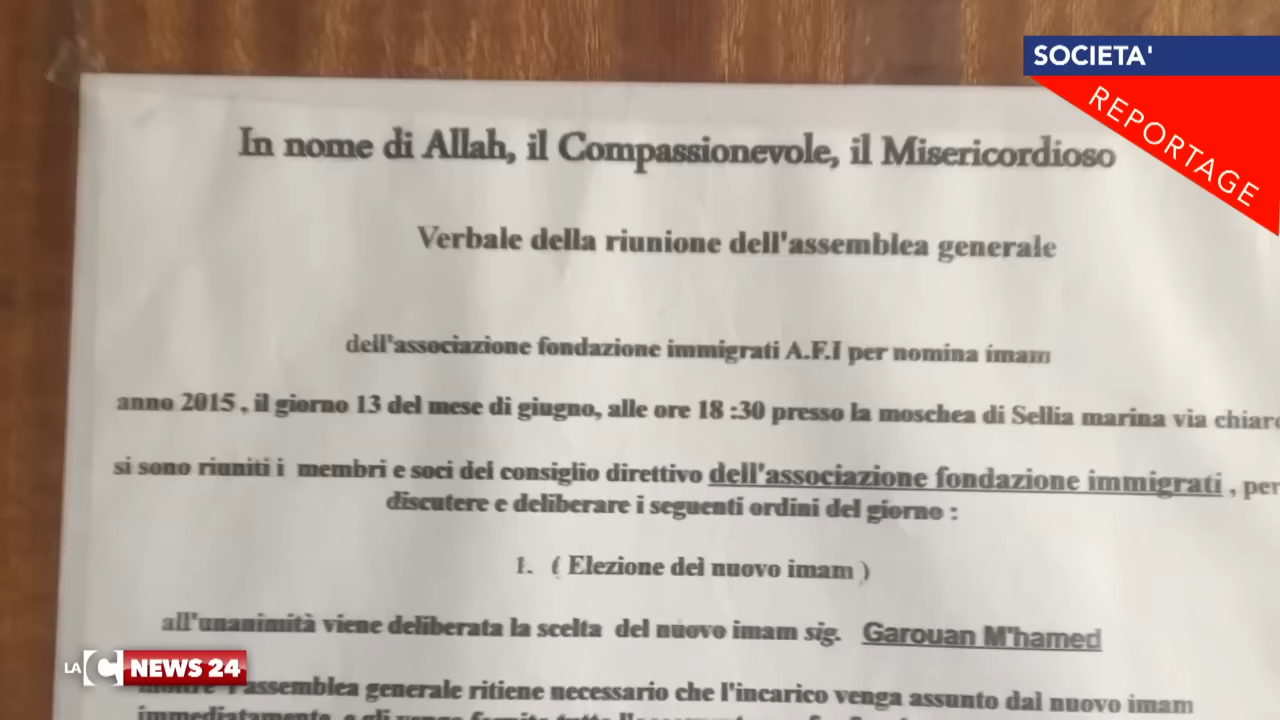 SOCIETA'
REPORTAGE
In nome di Allah, il Compassionevole, il Misericordioso
Verbale della riunione dell'assemblea generale
dell'associazione fondazione immigrati A.F.I per nomina imam
anno 2015 , il giorno 13 del mese di giugno, alle ore 18 :30 presso la moschea di Sellia marina via
si sono riuniti i membri e soci del consiglio direttivo dell'associazione fondazione immigrati , per
discutere e deliberare i seguenti ordini del giorno :
1. ( Elezione del nuovo imam )
all'unanimità viene deliberata la scelta del nuovo imam sig. Garouan M'hamed
LA C NEWS 24
l'assemblea generale ritiene necessario che l'incarico venga assunto dal nuovo imam